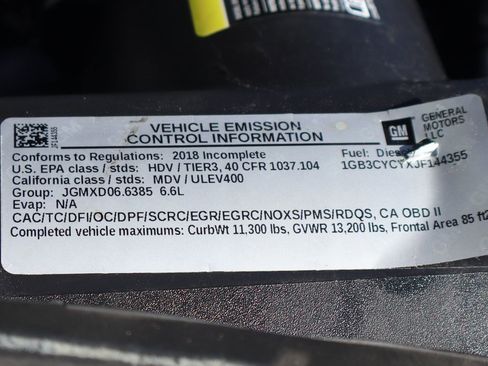 JF144355
VEHICLE EMISSION
CONTROL INFORMATION
GM
GENERAL
MOTORS
LLC
Conforms to Regulations: 2018 Incomplete
Fuel: Diesel
U.S. EPA class / stds: HDV / TIER3, 40 CFR 1037.104
1GB3CYCYXJF144355
California class / stds: MDV / ULEV400
Group: JGMXD06.6385 6.6L
Evap: N/A
CAC/TC/DFI/OC/DPF/SCRC/EGR/EGRC/NOXS/PMS/RDQS, CA OBD II
Completed vehicle maximums: CurbWt 11,300 lbs, GVWR 13,200 lbs, Frontal Area 85 ft2